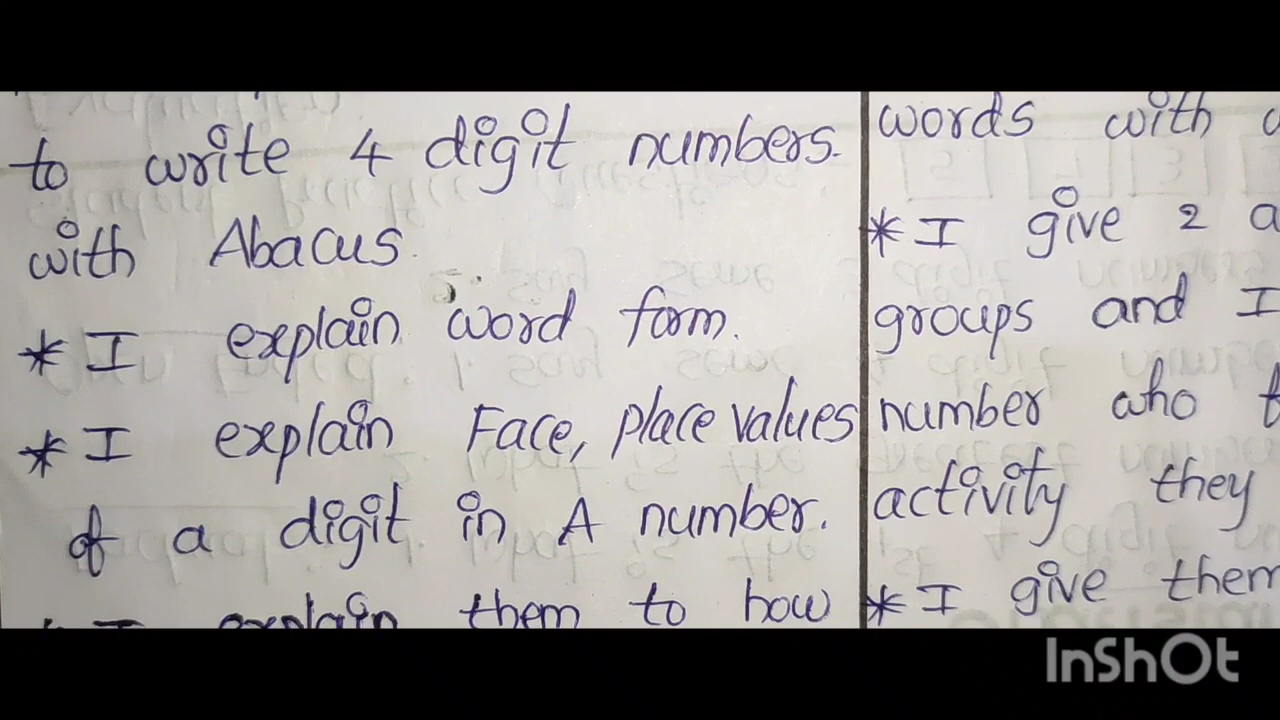 to write 4 digit numbers.
with Abacus.
* I explain word form.
* I explain Face, place values
of a digit in A number.
* I explain them to how
words with
* I give 2
groups and I
number who
activity they
* I give them
InShOt